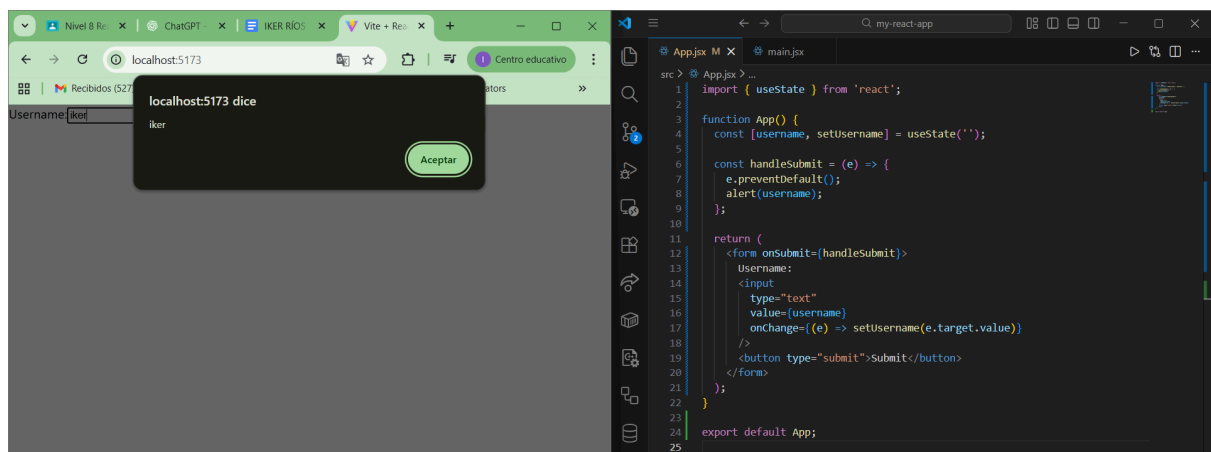 Nivel 8 Re
ChatGPT -
IKER RÍOS
Vite + Rea
localhost:5173
Centro educativo
Recibidos (527
ators
»
Username:
iker
localhost:5173 dice
iker
Aceptar
my-react-app
App.jsx M
main.jsx
src > App.jsx > ...
2
1 import { useState } from 'react';
2
3 function App() {
4 const [username, setUsername] = useState('');
5
6 const handleSubmit = (e) => {
7 e.preventDefault();
8 alert(username);
9 };
10
11 return (
12 <form onSubmit={handleSubmit}>
13 Username:
14 <input
15 type="text"
16 value={username}
17 onChange={(e) => setUsername(e.target.value)}
18 />
19 <button type="submit">Submit</button>
20 </form>
21 );
22 }
23
24 export default App;
25